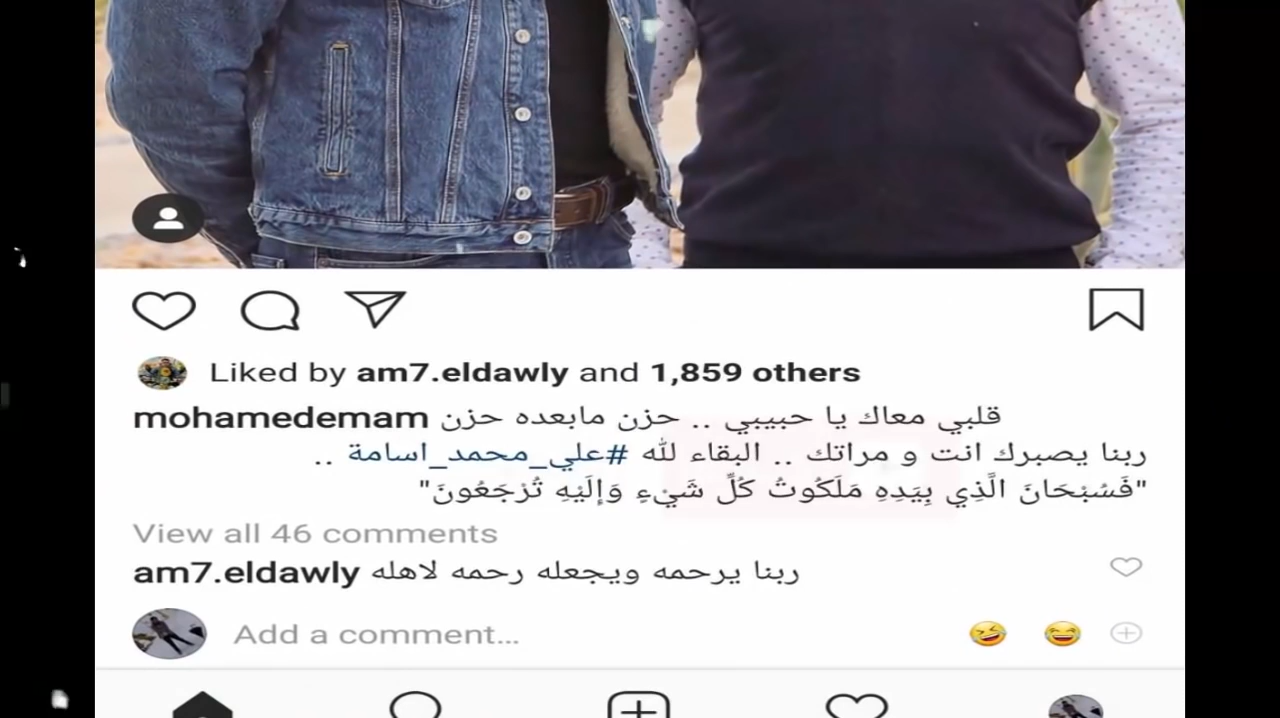 Liked by am7.eldawly and 1,859 others
mohamedemam قلبي معاك يا حبيبي .. حزن مابعده حزن
ربنا يصبرك انت و مراتك .. البقاء لله #علي_محمد_اسامة ..
"فَسُبْحَانَ الَّذِي بِيَدِهِ مَلَكُوتُ كُلِّ شَيْءٍ وَإِلَيْهِ تُرْجَعُونَ"
View all 46 comments
am7.eldawly ربنا يرحمه ويجعله رحمه لاهله
Add a comment...